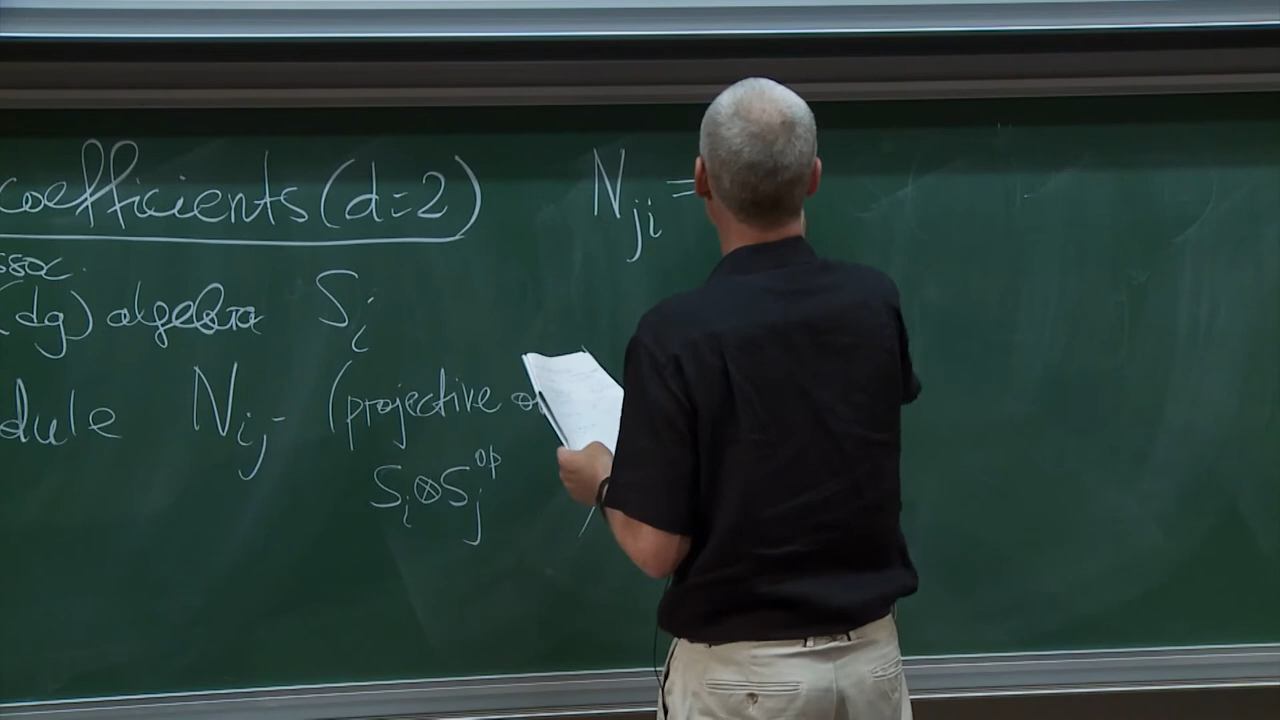 coefficients (d=2)
ssoc.
(dg) algebra S_i
dule N_ij (projective o
S_i ⊗ S_j^op )
N_ji =